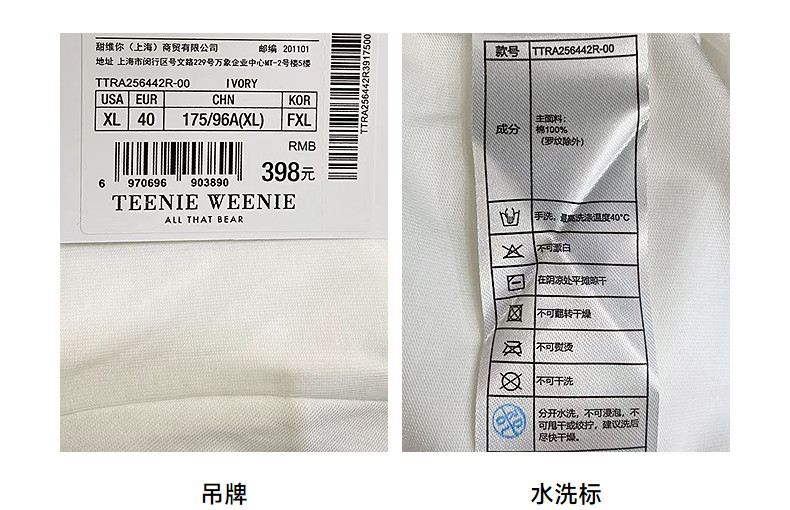 甜维你（上海）商贸有限公司 邮编 201101
地址 上海市闵行区号文路229号万象企业中心MT-2号楼5楼
TTRA256442R-00 IVORY
USA EUR CHN KOR
XL 40 175/96A(XL) FXL
RMB
398元
6 970696 903890
TEENIE WEENIE
ALL THAT BEAR
TTRA256442R3917500
款号 TTRA256442R-00
成分
主面料：
棉100%
（罗纹除外）
手洗，最高洗涤温度40°C
不可漂白
在阴凉处平摊晾干
不可翻转干燥
不可熨烫
不可干洗
分开水洗，不可浸泡，不
可甩干或绞拧，建议洗后
尽快干燥。
吊牌
水洗标